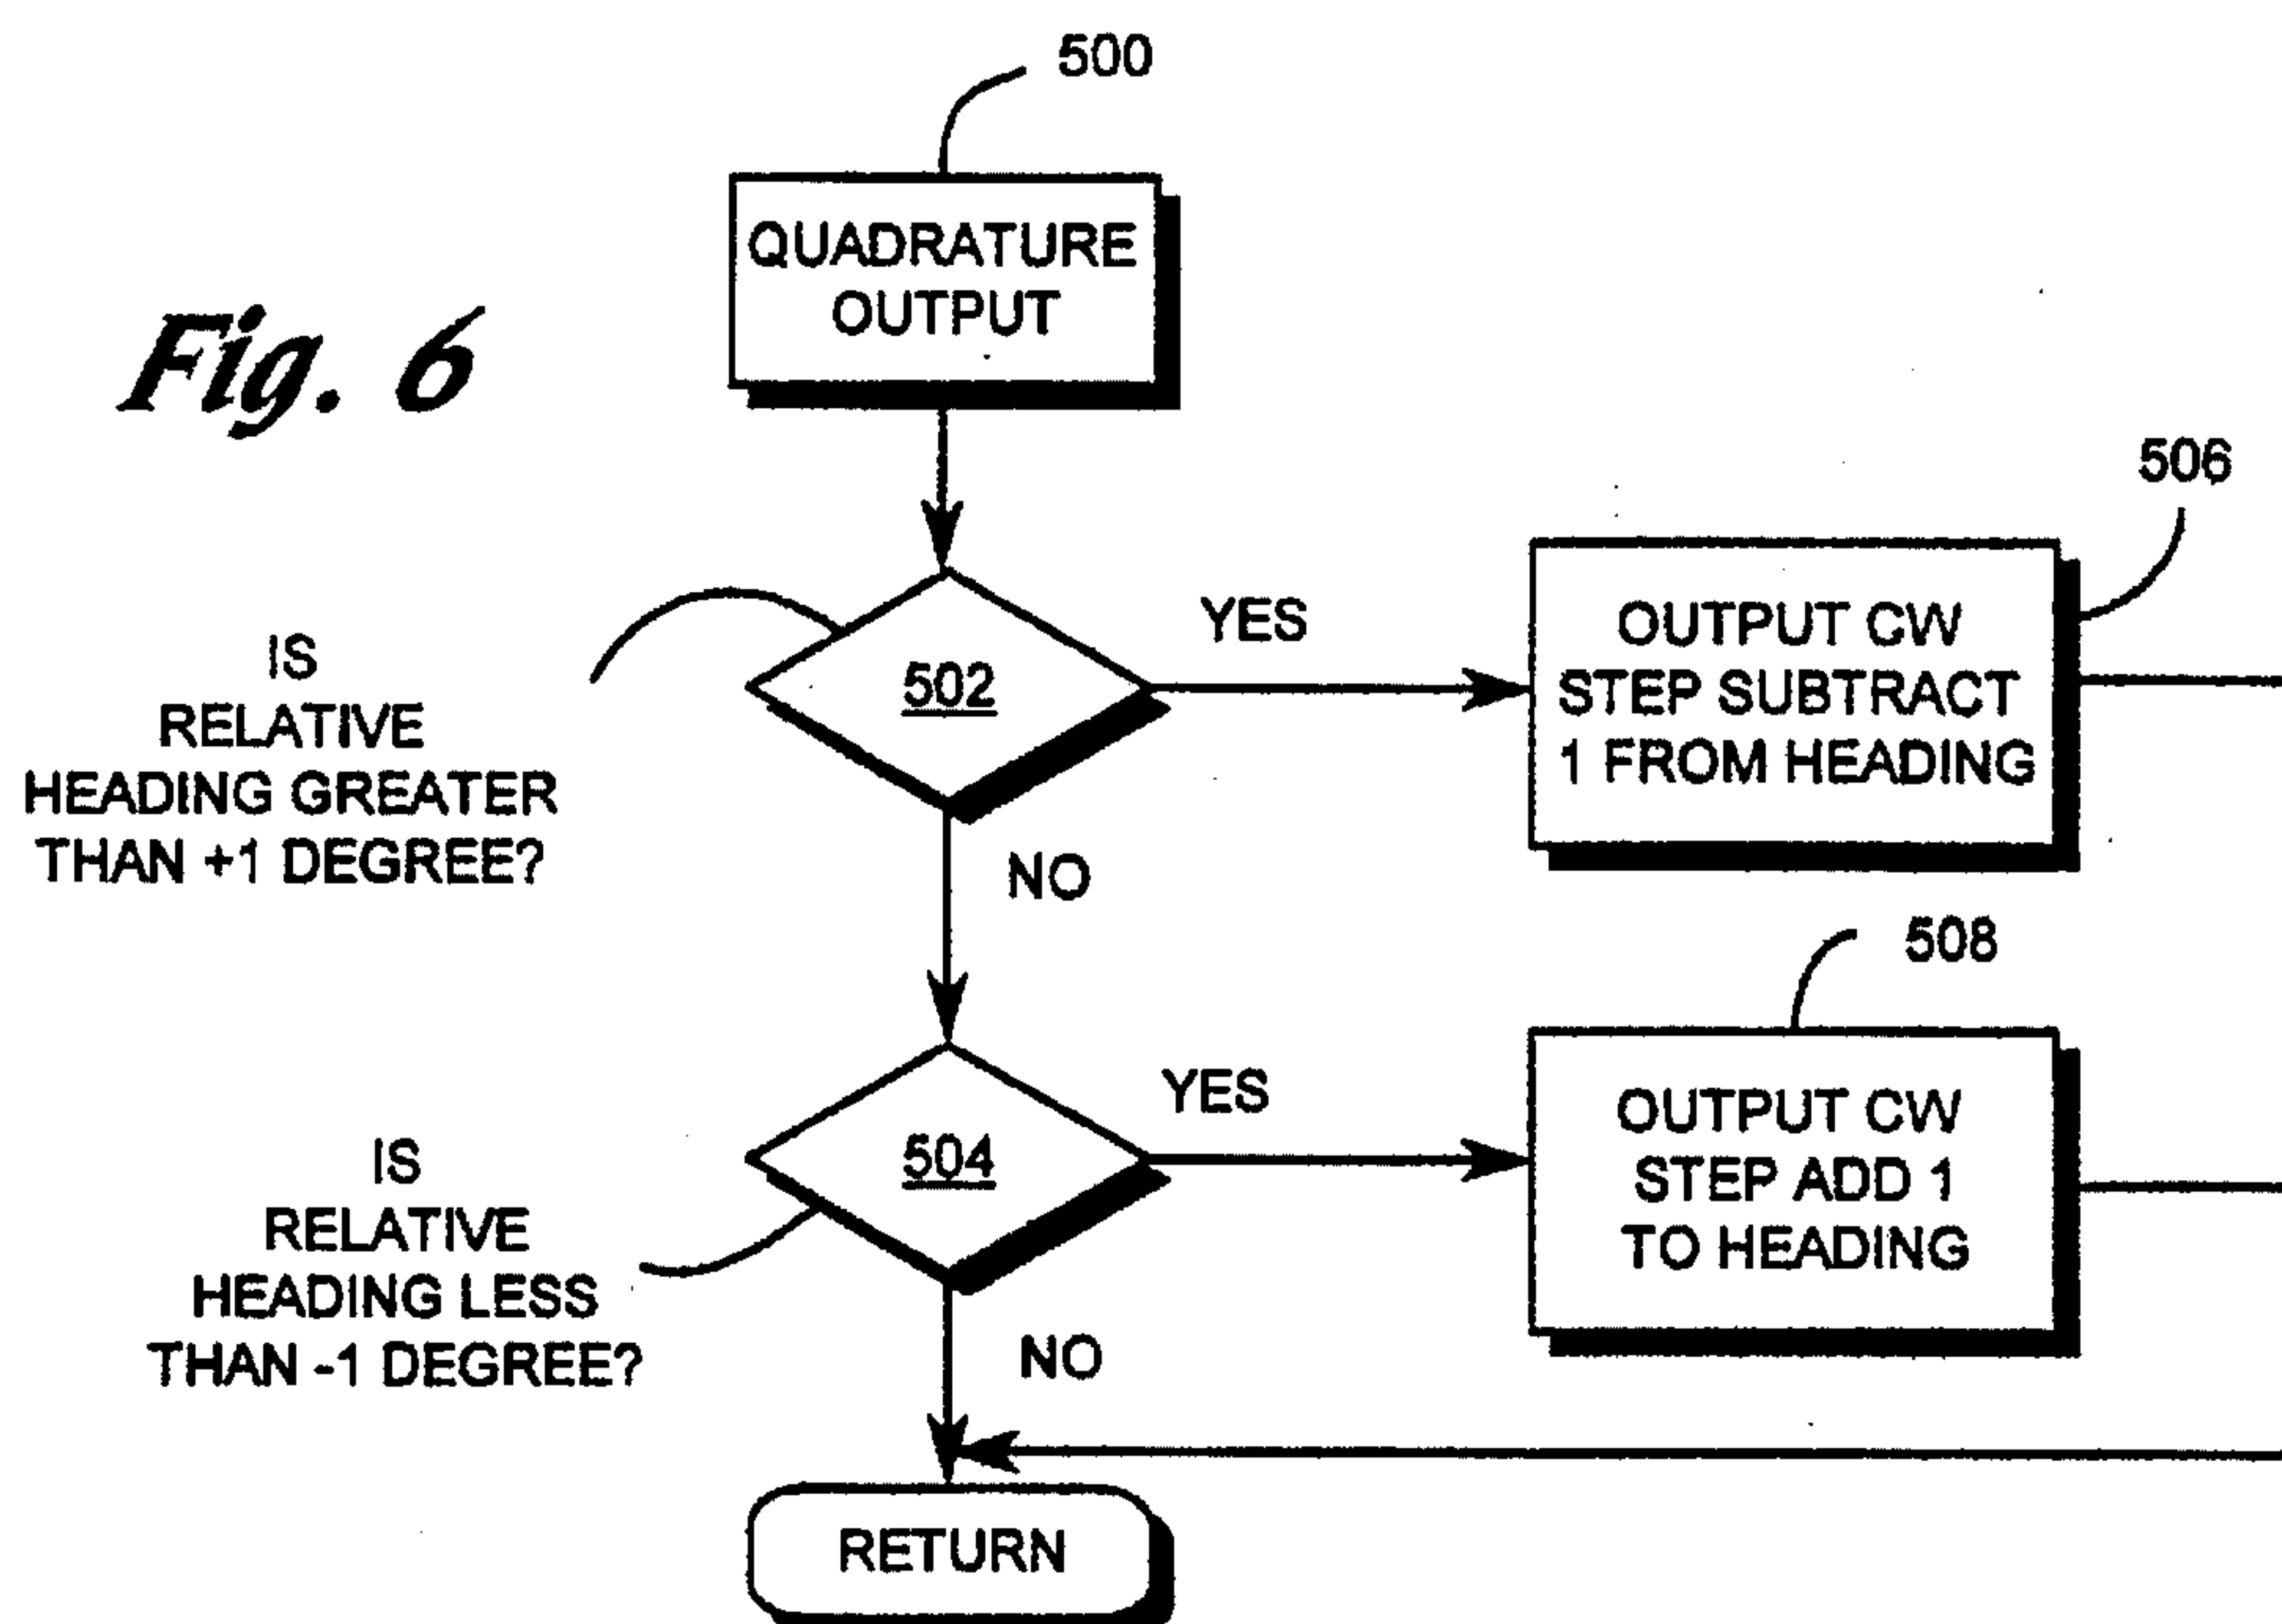 500
QUADRATURE
OUTPUT
Fig. 6
506
IS
RELATIVE
HEADING GREATER
THAN +1 DEGREE?
502
YES
OUTPUT CW
STEP SUBTRACT
1 FROM HEADING
NO
508
IS
RELATIVE
HEADING LESS
THAN -1 DEGREE?
504
YES
OUTPUT CW
STEP ADD 1
TO HEADING
NO
RETURN